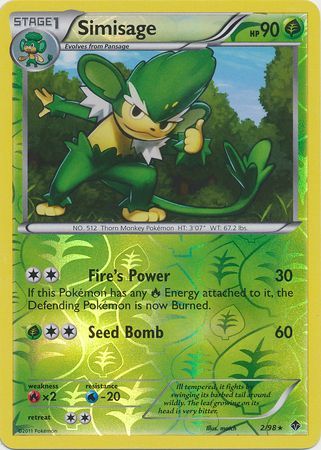 STAGE1
Simisage
HP 90
Evolves from Pansage
NO. 512 Thorn Monkey Pokémon HT: 3'07" WT: 67.2 lbs
Fire's Power 30
If this Pokémon has any Energy attached to it, the
Defending Pokémon is now Burned.
Seed Bomb 60
weakness
×2
resistance
-20
retreat
Ill tempered, it fights by
swinging its barbed tail around
wildly. The leaf growing on its
head is very bitter.
©2011 Pokémon
Illus. match
2/98★